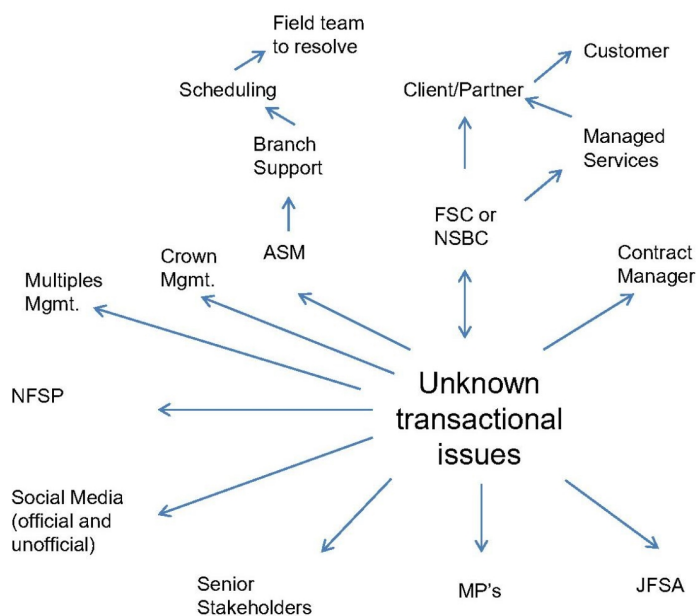 Field team
to resolve
Customer
Scheduling
Client/Partner
Branch
Support
Managed
Services
FSC or
NSBC
ASM
Crown
Mgmt.
Contract
Manager
Multiples
Mgmt.
Unknown
transactional
issues
NFSP
Social Media
(official and
unofficial)
Senior
Stakeholders
MP's
JFSA